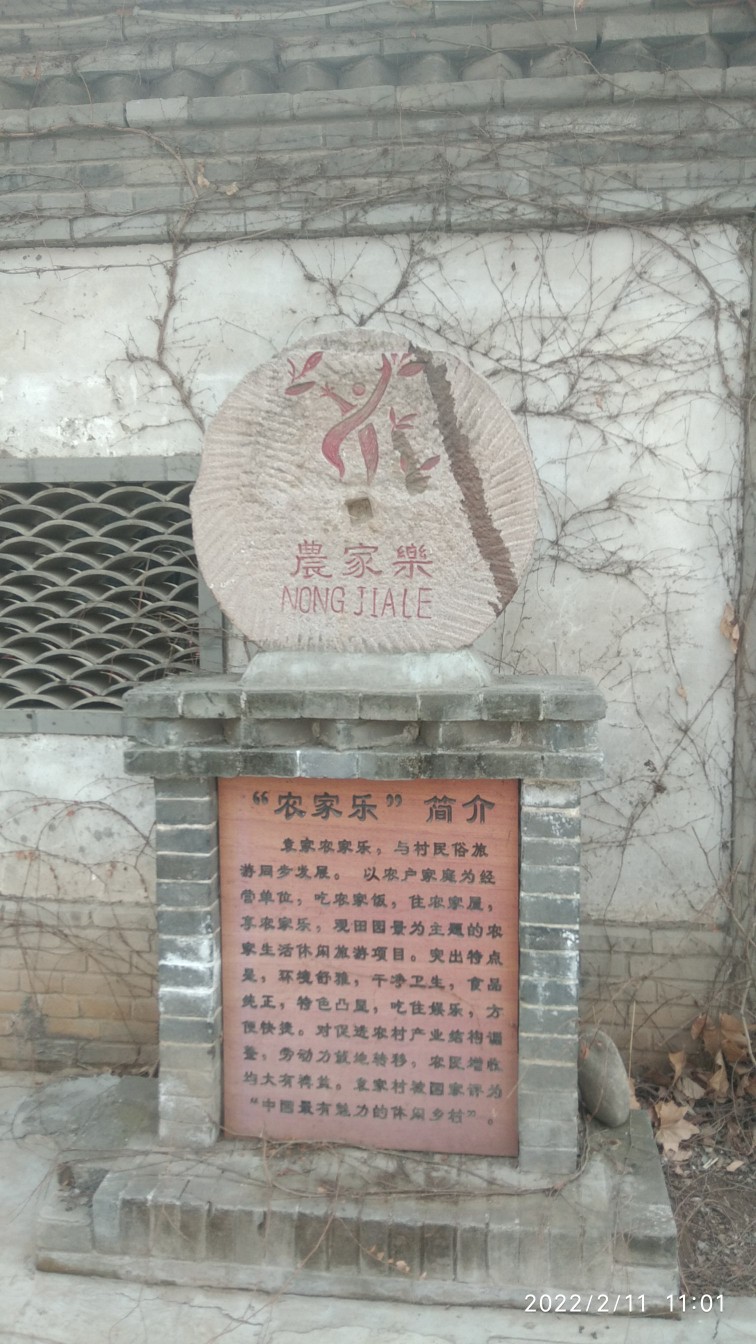 農家樂
NONG JIALE
“农家乐” 简介
袁家农家乐，与村民俗旅
游同步发展。 以农户家庭为经
营单位，吃农家饭，住农家屋，
享农家乐，观田园景为主题的农
家生活休闲旅游项目。突出特点
是，环境舒雅，干净卫生，食品
纯正，特色凸显，吃住娱乐，方
便快捷。对促进农村产业结构调
整，劳动力就地转移，农民增收
均大有裨益。袁家村被国家评为
“中国最有魅力的休闲乡村”。
2022/2/11 11:01